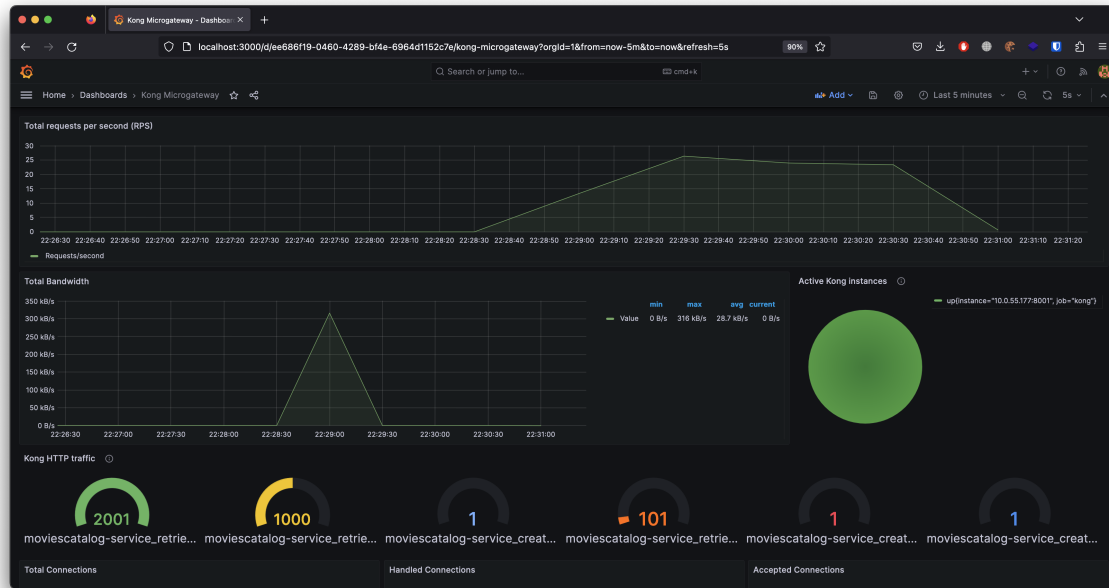 Kong Microgateway - Dashboar
localhost:3000/d/ee686f19-0460-4289-bf4e-6964d1152c7e/kong-microgateway?orgId=1&from=now-5m&to=now&refresh=5s
90%
Search or jump to...
cmd+k
Home › Dashboards › Kong Microgateway
Add
Last 5 minutes
5s
Total requests per second (RPS)
30
25
20
15
10
5
0
22:26:30 22:26:40 22:26:50 22:27:00 22:27:10 22:27:20 22:27:30 22:27:40 22:27:50 22:28:00 22:28:10 22:28:20 22:28:30 22:28:40 22:28:50 22:29:00 22:29:10 22:29:20 22:29:30 22:29:40 22:29:50 22:30:00 22:30:10 22:30:20 22:30:30 22:30:40 22:30:50 22:31:00 22:31:10 22:31:20
Requests/second
Total Bandwidth
350 kB/s
300 kB/s
250 kB/s
200 kB/s
150 kB/s
100 kB/s
50 kB/s
0 B/s
22:26:30 22:27:00 22:27:30 22:28:00 22:28:30 22:29:00 22:29:30 22:30:00 22:30:30 22:31:00
min max avg current
Value 0 B/s 316 kB/s 28.7 kB/s 0 B/s
Active Kong instances
up{instance="10.0.55.177:8001", job="kong"}
Kong HTTP traffic
2001 1000 1 101 1 1
moviescatalog-service_retrie... moviescatalog-service_retrie... moviescatalog-service_creat... moviescatalog-service_retrie... moviescatalog-service_creat... moviescatalog-service_creat...
Total Connections
Handled Connections
Accepted Connections